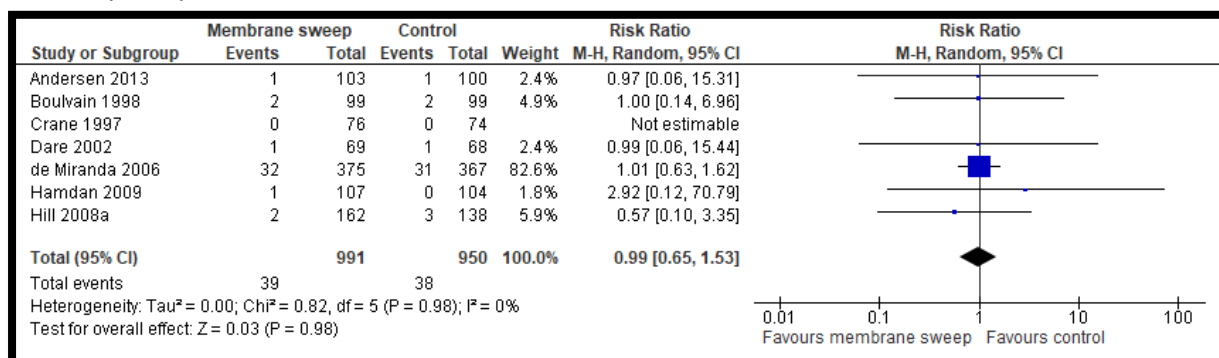 Membrane sweep Control Risk Ratio Risk Ratio
Study or Subgroup Events Total Events Total Weight M-H, Random, 95% CI M-H, Random, 95% CI
Andersen 2013 1 103 1 100 2.4% 0.97 [0.06, 15.31]
Boulvain 1998 2 99 2 99 4.9% 1.00 [0.14, 6.96]
Crane 1997 0 76 0 74 Not estimable
Dare 2002 1 69 1 68 2.4% 0.99 [0.06, 15.44]
de Miranda 2006 32 375 31 367 82.6% 1.01 [0.63, 1.62]
Hamdan 2009 1 107 0 104 1.8% 2.92 [0.12, 70.79]
Hill 2008a 2 162 3 138 5.9% 0.57 [0.10, 3.35]
Total (95% CI) 991 950 100.0% 0.99 [0.65, 1.53]
Total events 39 38
Heterogeneity: Tau² = 0.00; Chi² = 0.82, df = 5 (P = 0.98); I² = 0%
Test for overall effect: Z = 0.03 (P = 0.98)
0.01 0.1 1 10 100
Favours membrane sweep Favours control